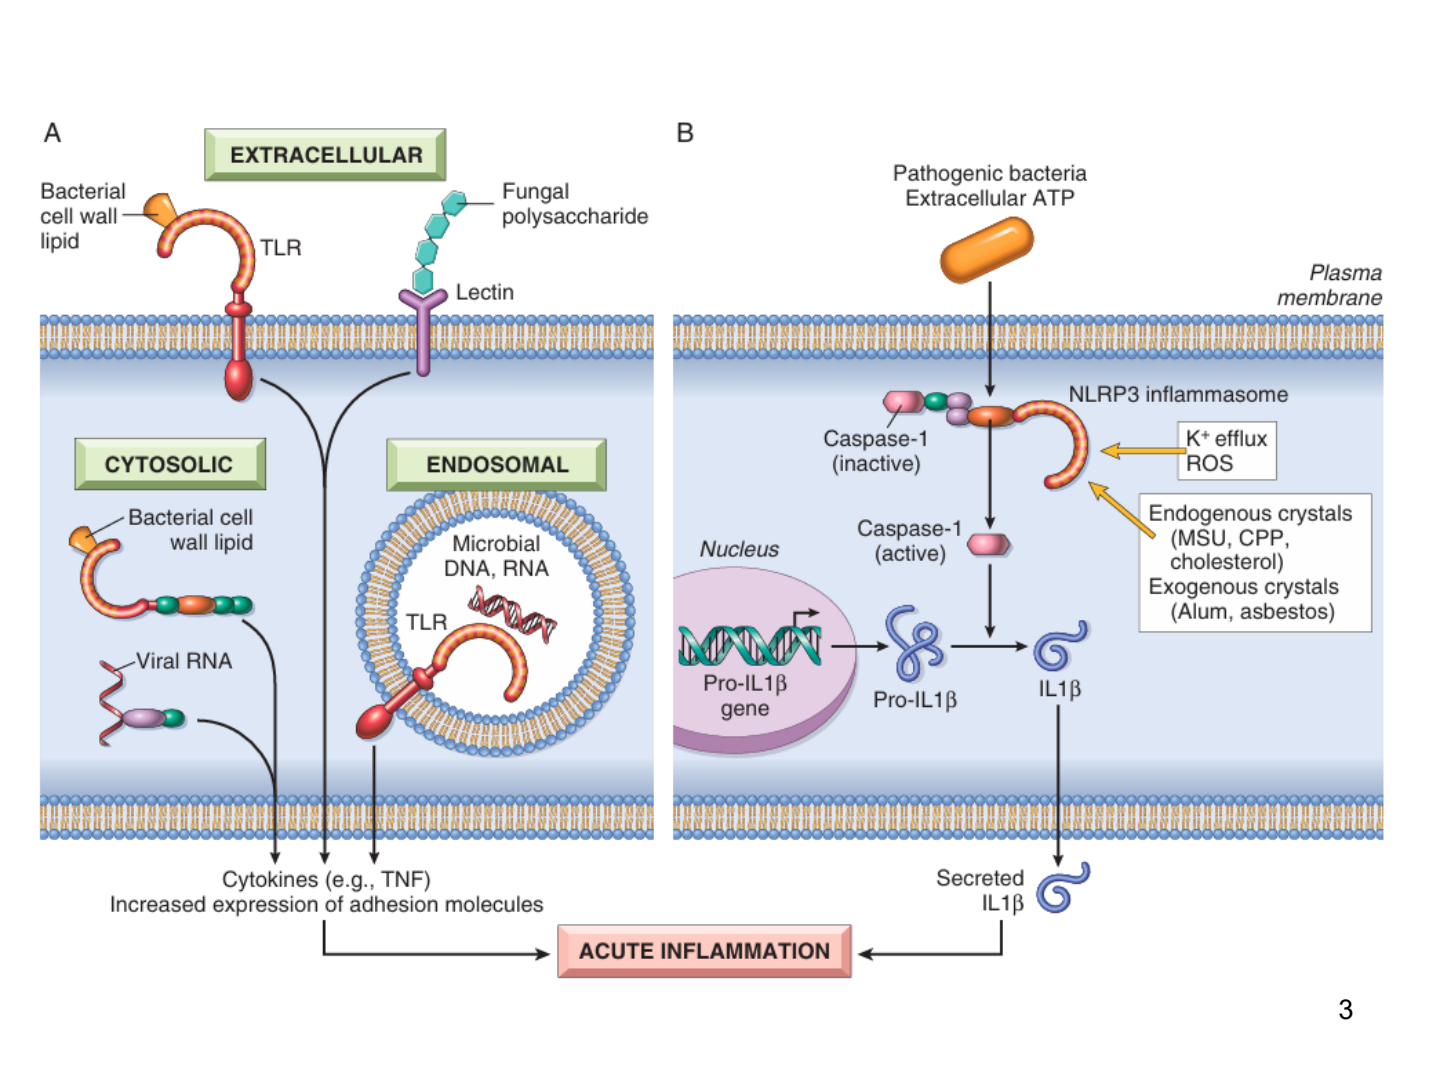 A
EXTRACELLULAR
Bacterial
cell wall
lipid
TLR
Fungal
polysaccharide
Lectin
CYTOSOLIC
ENDOSOMAL
Bacterial cell
wall lipid
Microbial
DNA, RNA
TLR
Viral RNA
Cytokines (e.g., TNF)
Increased expression of adhesion molecules
B
Pathogenic bacteria
Extracellular ATP
Plasma
membrane
NLRP3 inflammasome
Caspase-1
(inactive)
K⁺ efflux
ROS
Caspase-1
(active)
Endogenous crystals
(MSU, CPP,
cholesterol)
Exogenous crystals
(Alum, asbestos)
Nucleus
Pro-IL1β
gene
Pro-IL1β
IL1β
Secreted
IL1β
ACUTE INFLAMMATION
3